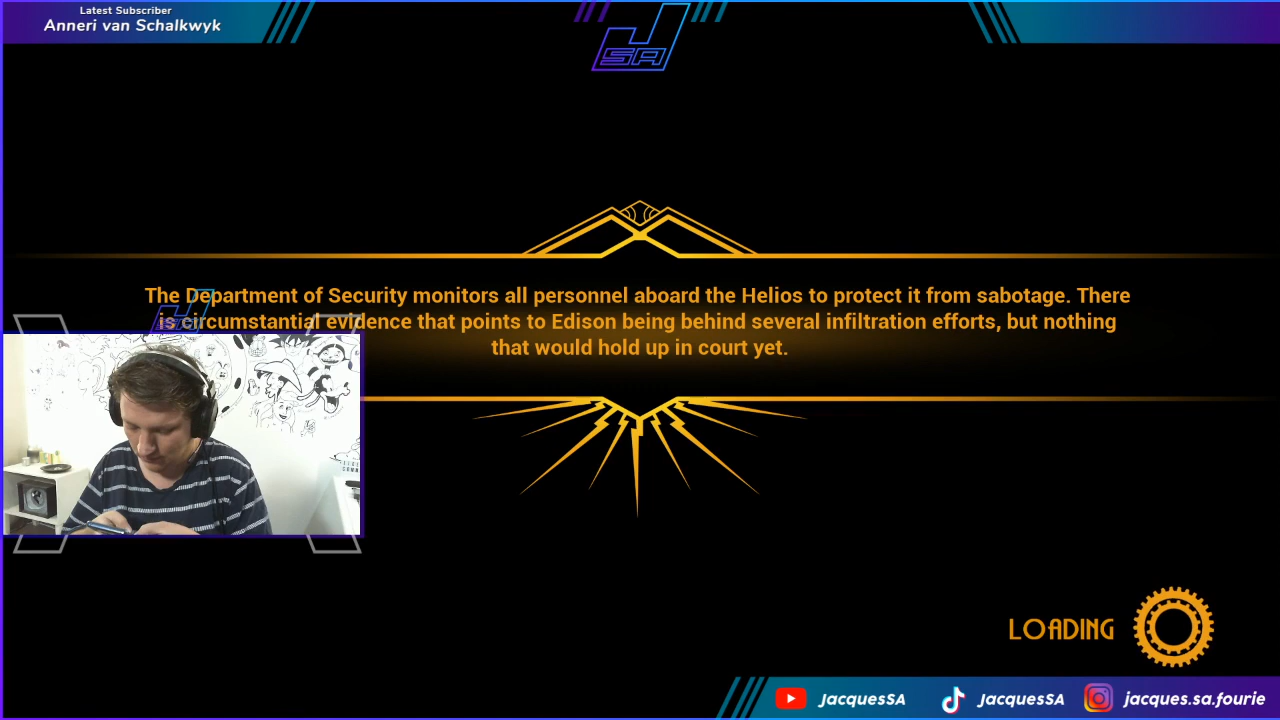 Latest Subscriber
Anneri van Schalkwyk
SA
The Department of Security monitors all personnel aboard the Helios to protect it from sabotage. There
is circumstantial evidence that points to Edison being behind several infiltration efforts, but nothing
that would hold up in court yet.
LOADING
JacquesSA JacquesSA jacques.sa.fourie